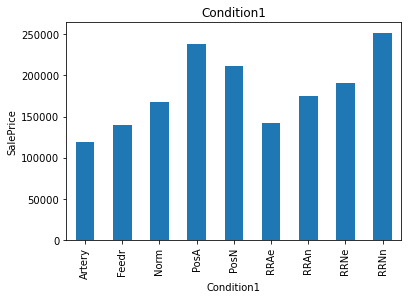 Condition1
250000
200000
150000
100000
50000
0
SalePrice
Artery
Feedr
Norm
PosA
PosN
RRAe
RRAn
RRNe
RRNn
Condition1